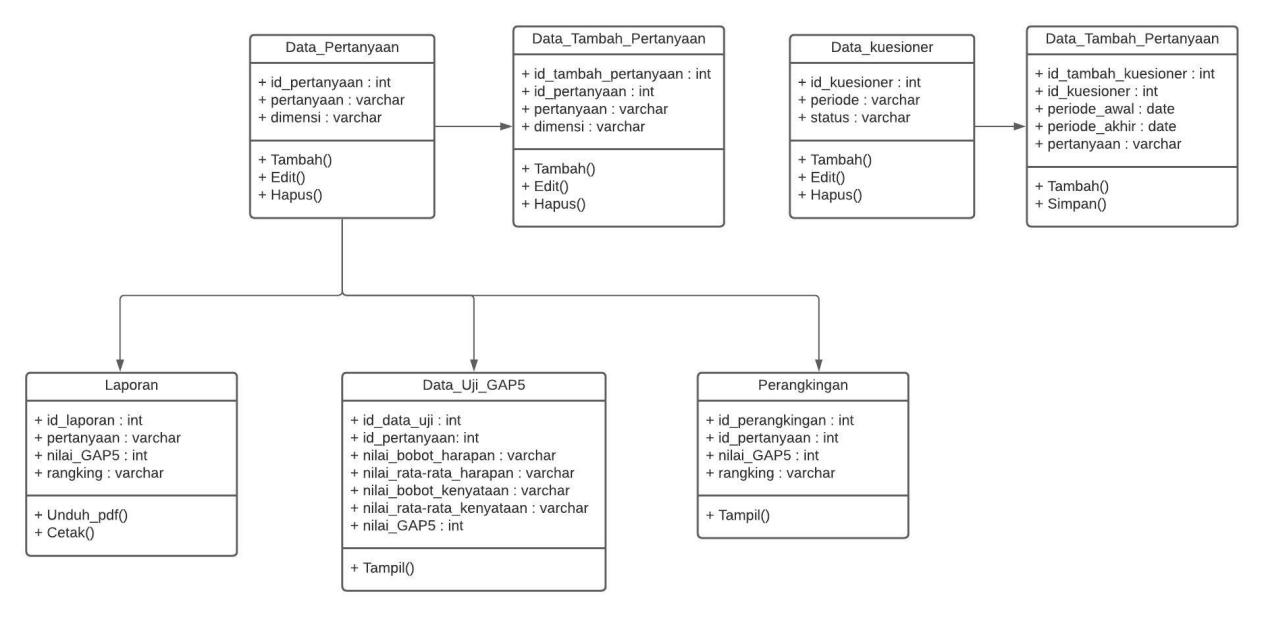 Data_Pertanyaan
+ id_pertanyaan : int
+ pertanyaan : varchar
+ dimensi : varchar
+ Tambah()
+ Edit()
+ Hapus()
Data_Tambah_Pertanyaan
+ id_tambah_pertanyaan : int
+ id_pertanyaan : int
+ pertanyaan : varchar
+ dimensi : varchar
+ Tambah()
+ Edit()
+ Hapus()
Data_kuesioner
+ id_kuesioner : int
+ periode : varchar
+ status : varchar
+ Tambah()
+ Edit()
+ Hapus()
Data_Tambah_Pertanyaan
+ id_tambah_kuesioner : int
+ id_kuesioner : int
+ periode_awal : date
+ periode_akhir : date
+ pertanyaan : varchar
+ Tambah()
+ Simpan()
Laporan
+ id_laporan : int
+ pertanyaan : varchar
+ nilai_GAP5 : int
+ rangking : varchar
+ Unduh_pdf()
+ Cetak()
Data_Uji_GAP5
+ id_data_uji : int
+ id_pertanyaan: int
+ nilai_bobot_harapan : varchar
+ nilai_rata-rata_harapan : varchar
+ nilai_bobot_kenyataan : varchar
+ nilai_rata-rata_kenyataan : varchar
+ nilai_GAP5 : int
+ Tampil()
Perangkingan
+ id_perangkingan : int
+ id_pertanyaan : int
+ nilai_GAP5 : int
+ rangking : varchar
+ Tampil()